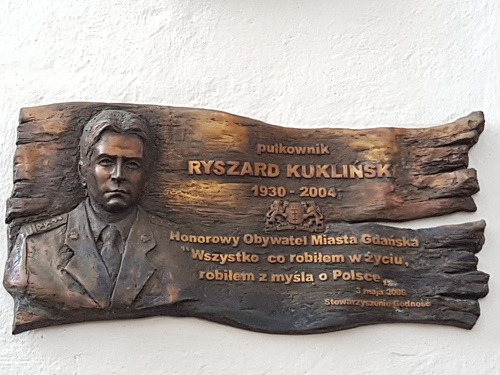 pułkownik
RYSZARD KUKLIŃSKI
1930 - 2004
Honorowy Obywatel Miasta Gdańska
"Wszystko co robiłem w życiu,
robiłem z myślą o Polsce"
3 maja 2006
Stowarzyszenie Godność